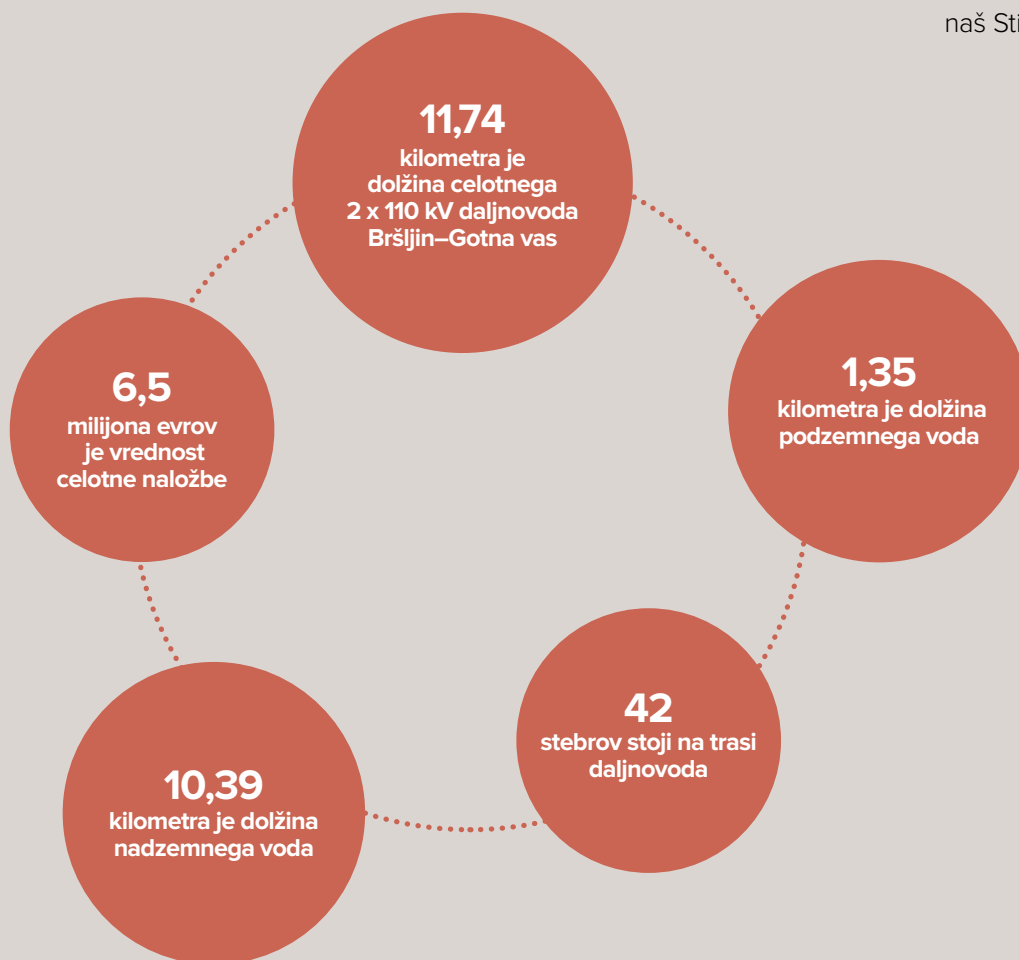 naš
11,74
kilometra je
dolžina celotnega
2 x 110 kV daljnovoda
Bršljin–Gotna vas
6,5
milijona evrov
je vrednost
celotne naložbe
1,35
kilometra je dolžina
podzemnega voda
42
stebrov stoji na trasi
daljnovoda
10,39
kilometra je dolžina
nadzemnega voda